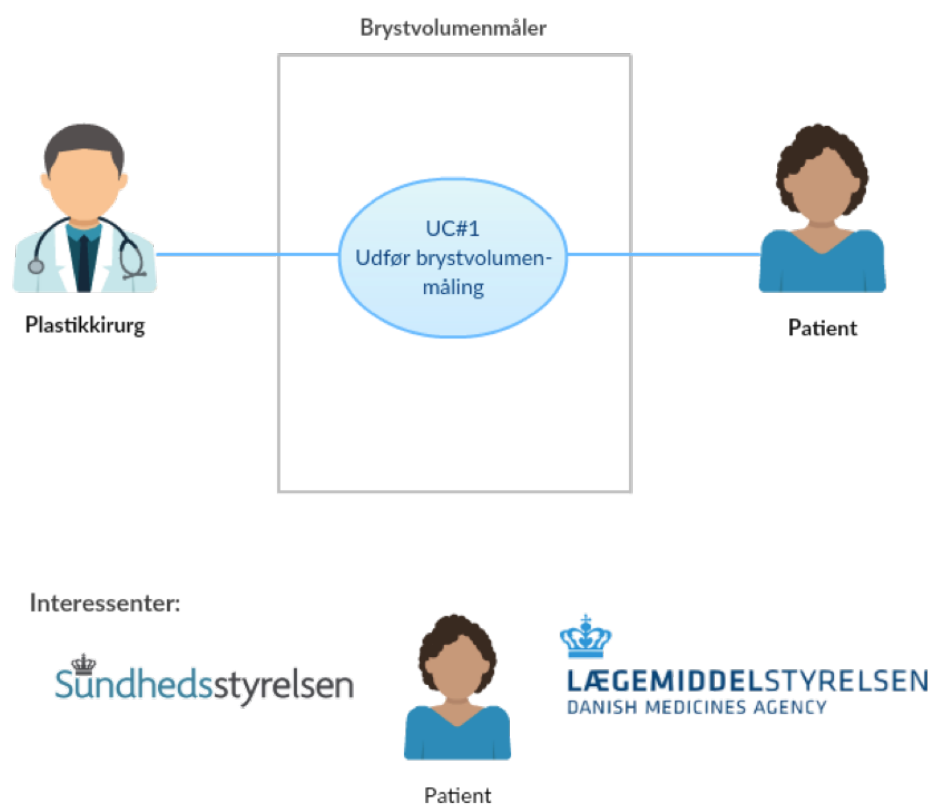 Brystvolumenmåler
UC#1
Udfør brystvolumen-
måling
Plastikkirurg
Patient
Interessenter:
Sundhedsstyrelsen
LÆGEMIDDELSTYRELSEN
DANISH MEDICINES AGENCY
Patient